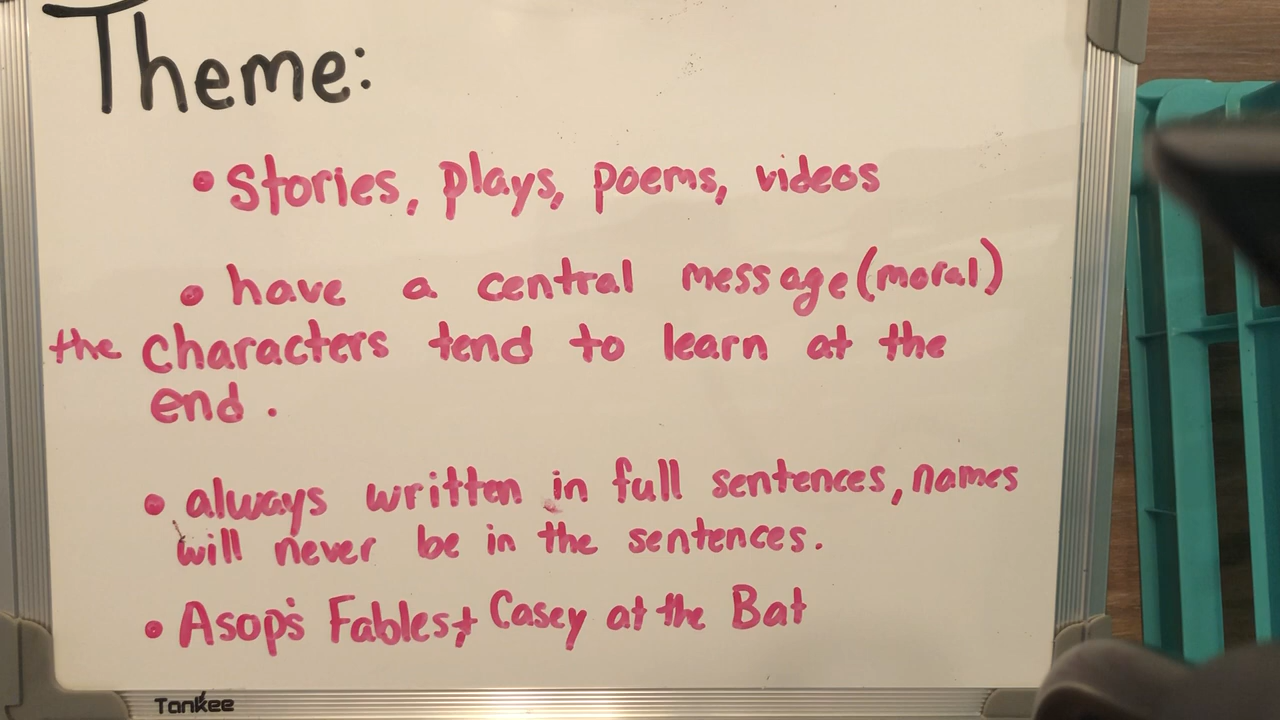 Theme:
• Stories, plays, poems, videos
• have a central message (moral)
the characters tend to learn at the
end.
• always written in full sentences, names
will never be in the sentences.
• Asop's Fables + Casey at the Bat
Tankee